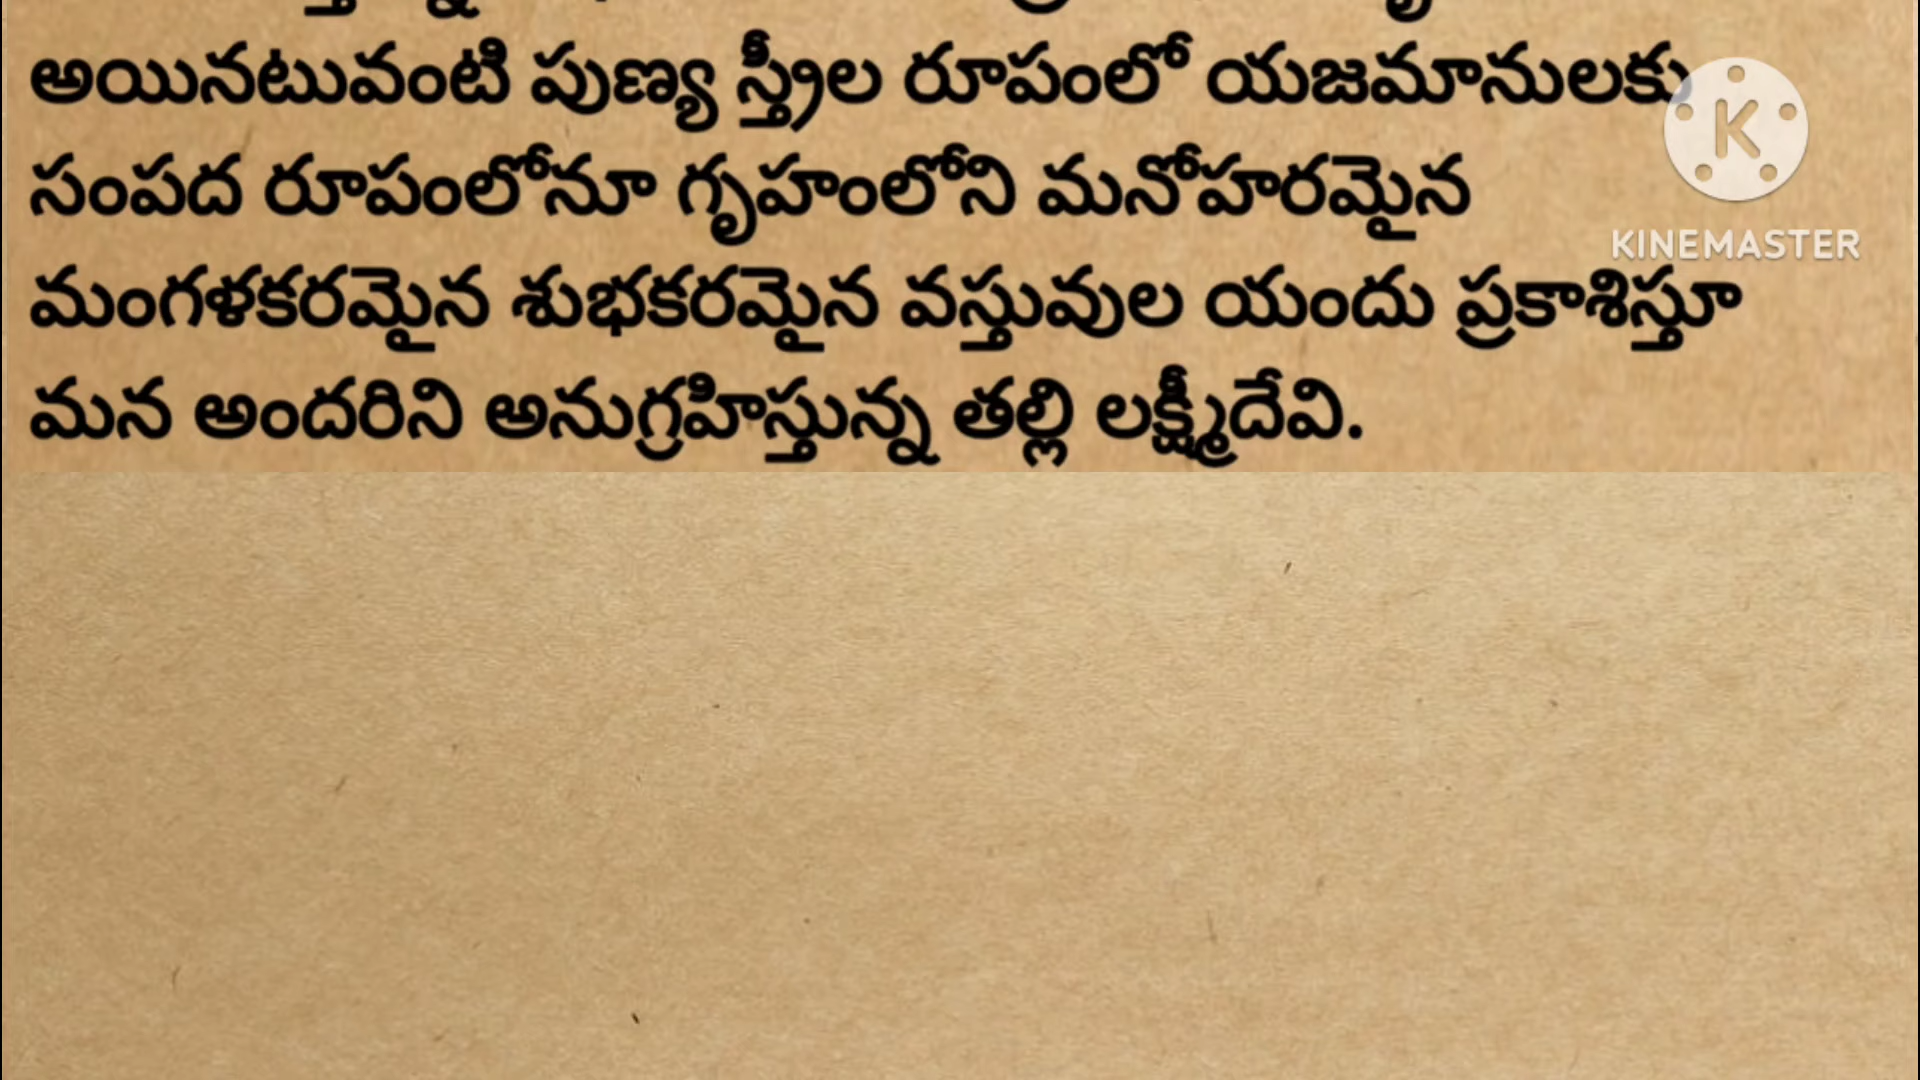 అయినటువంటి పుణ్య స్త్రీల రూపంలో యజమానులకు
సంపద రూపంలోనూ గృహంలోని మనోహరమైన
మంగళకరమైన శుభకరమైన వస్తువుల యందు ప్రకాశిస్తూ
మన అందరిని అనుగ్రహిస్తున్న తల్లి లక్ష్మీదేవి.
K
KINEMASTER